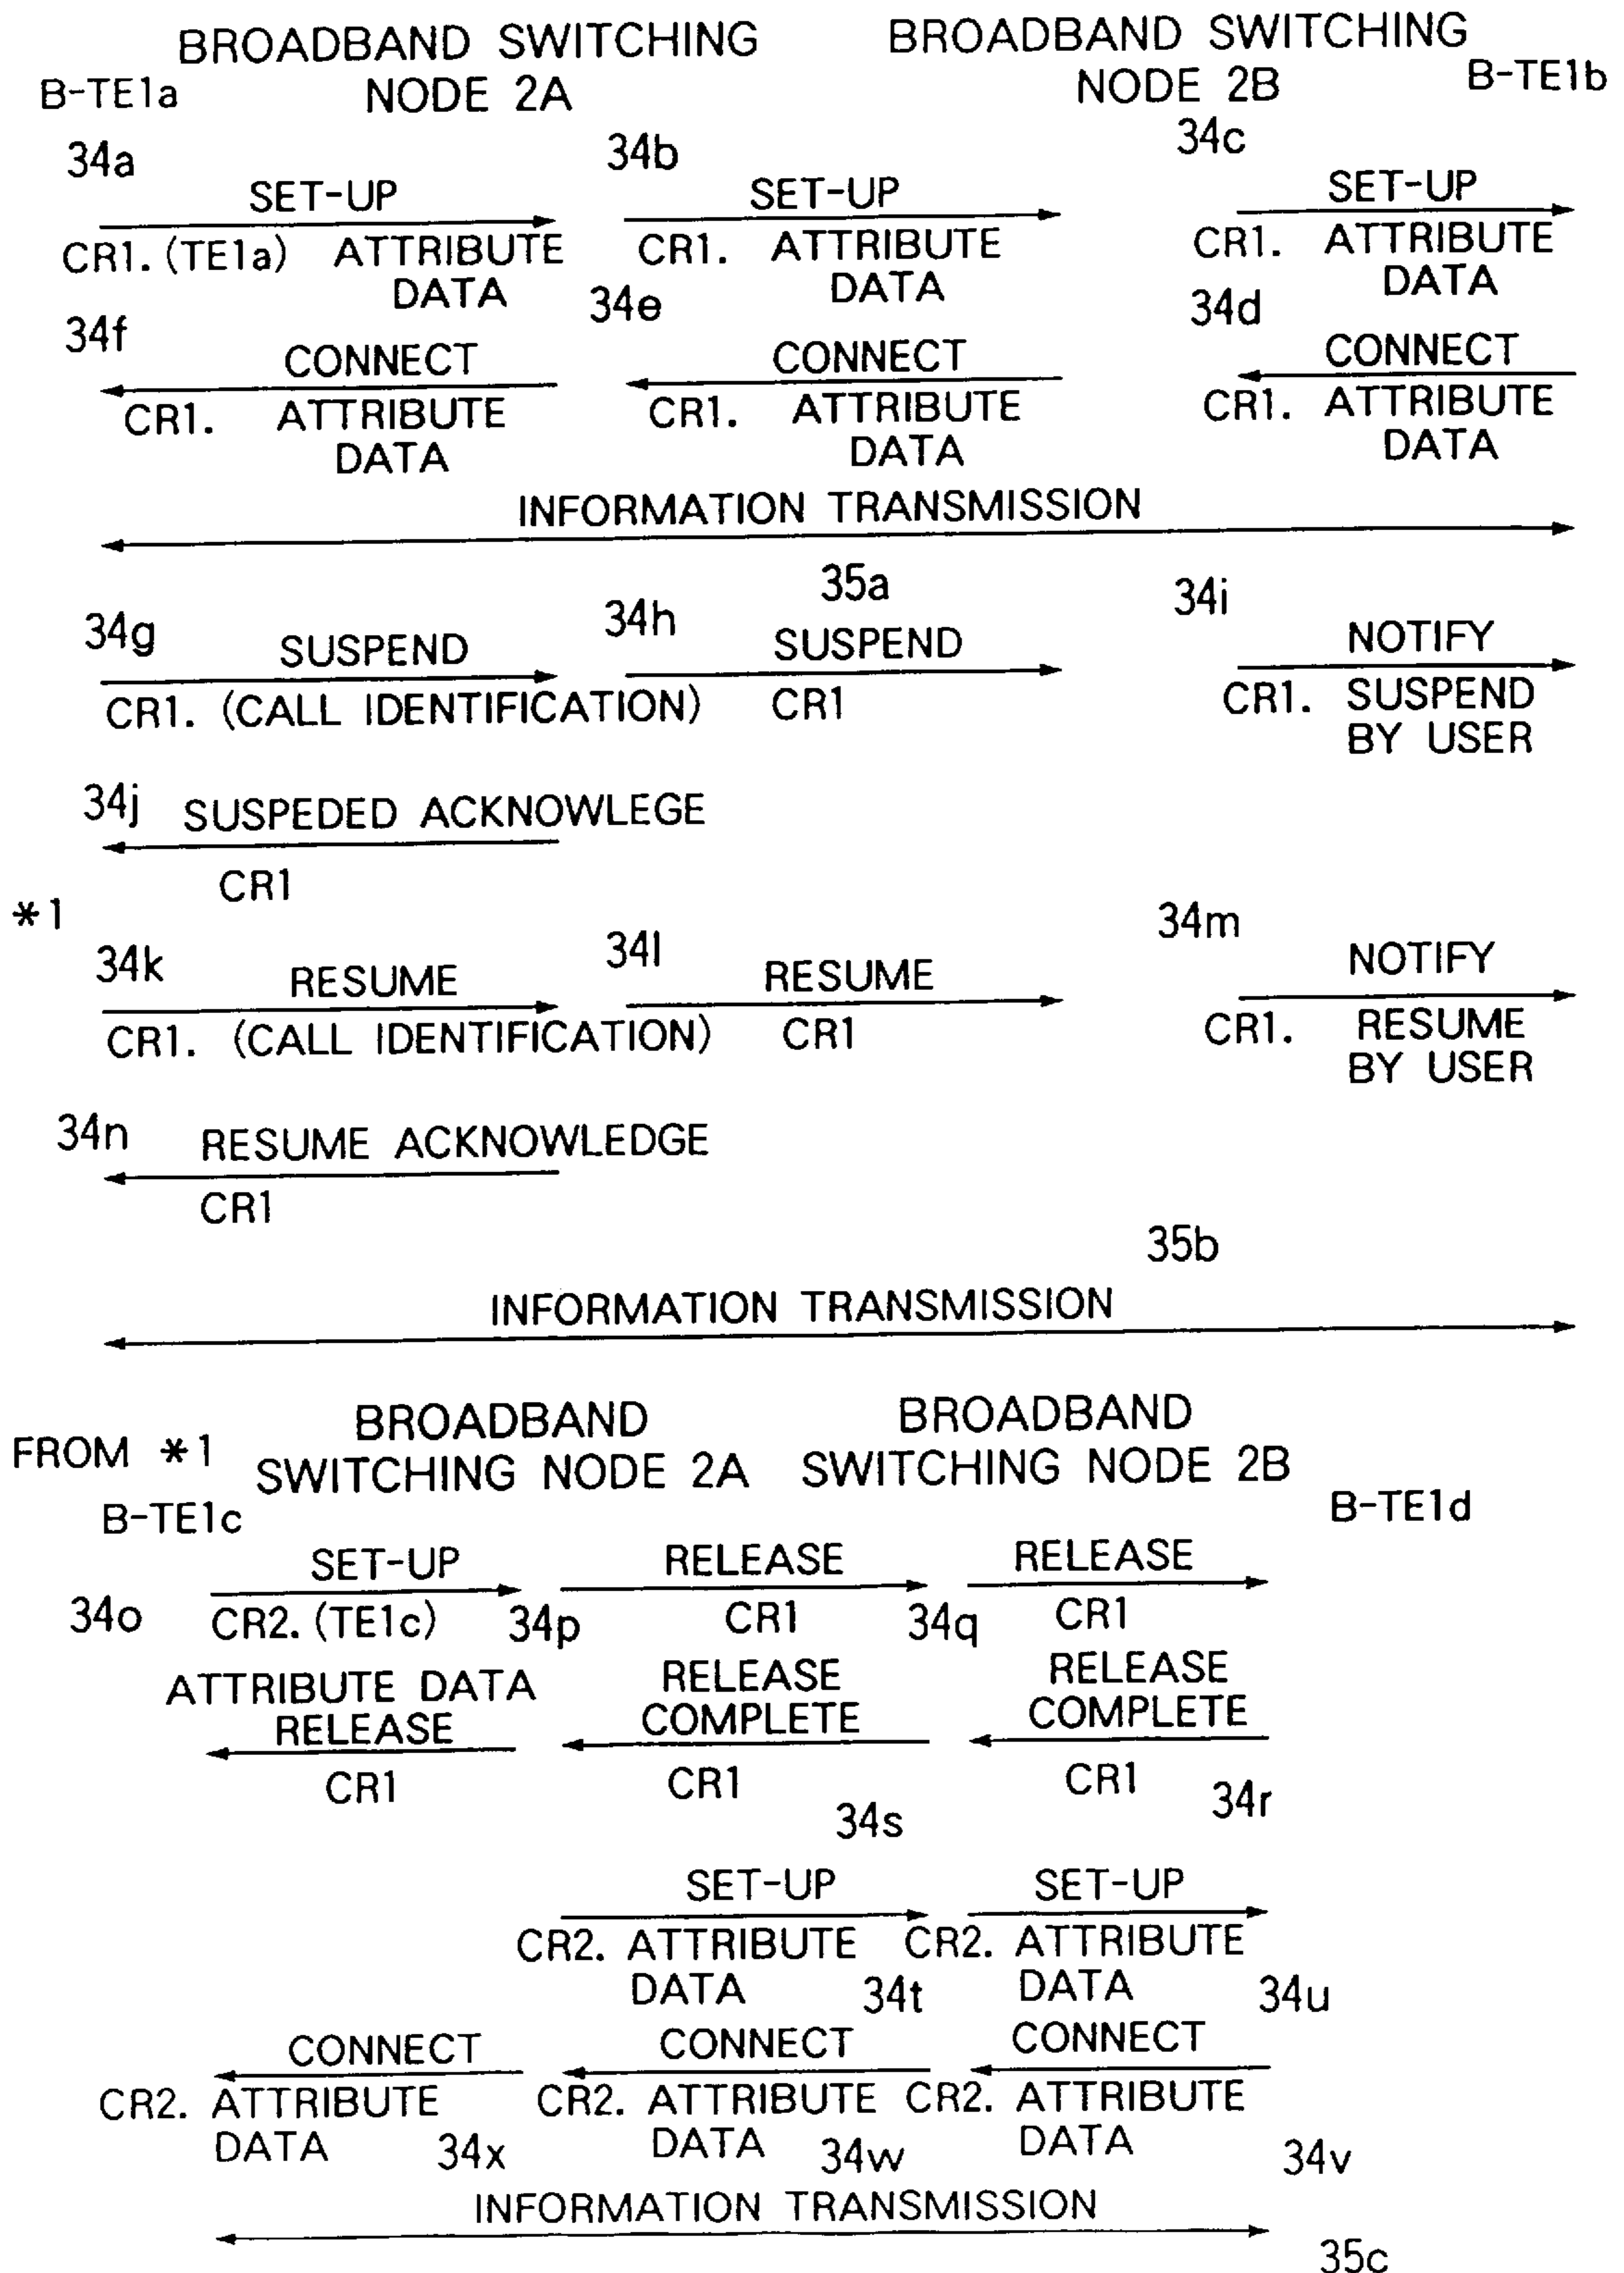 BROADBAND SWITCHING NODE 2A
BROADBAND SWITCHING NODE 2B
B-TE1a
B-TE1b
34a
34b
34c
SET-UP
SET-UP
SET-UP
CR1. (TE1a) ATTRIBUTE DATA
CR1. ATTRIBUTE DATA
CR1. ATTRIBUTE DATA
34f
34e
34d
CONNECT
CONNECT
CONNECT
CR1. ATTRIBUTE DATA
CR1. ATTRIBUTE DATA
CR1. ATTRIBUTE DATA
INFORMATION TRANSMISSION
35a
34g
34h
34i
SUSPEND
SUSPEND
NOTIFY
CR1. (CALL IDENTIFICATION)
CR1
CR1. SUSPEND BY USER
34j
SUSPEDED ACKNOWLEGE
CR1
*1
34k
34l
34m
RESUME
RESUME
NOTIFY
CR1. (CALL IDENTIFICATION)
CR1
CR1. RESUME BY USER
34n
RESUME ACKNOWLEDGE
CR1
35b
INFORMATION TRANSMISSION
FROM *1
BROADBAND SWITCHING NODE 2A
BROADBAND SWITCHING NODE 2B
B-TE1c
B-TE1d
SET-UP
RELEASE
RELEASE
34o
CR2. (TE1c)
34p
CR1
34q
CR1
ATTRIBUTE DATA
RELEASE
RELEASE COMPLETE
RELEASE COMPLETE
CR1
CR1
CR1
34r
34s
SET-UP
SET-UP
CR2. ATTRIBUTE DATA
CR2. ATTRIBUTE DATA
34t
34u
CONNECT
CONNECT
CONNECT
CR2. ATTRIBUTE DATA
CR2. ATTRIBUTE DATA
CR2. ATTRIBUTE DATA
34x
34w
34v
INFORMATION TRANSMISSION
35c